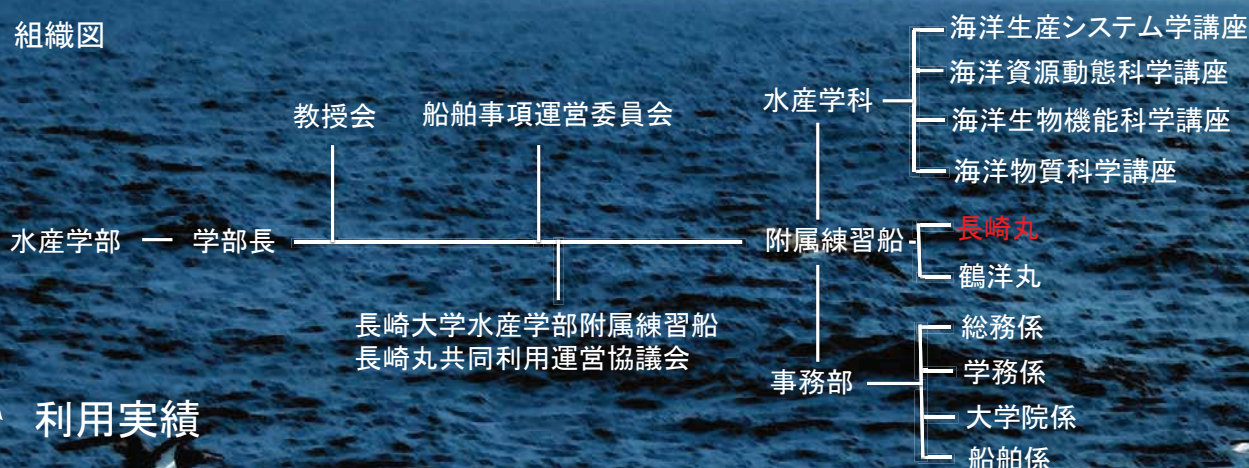 組織図
海洋生産システム学講座
海洋資源動態科学講座
水産学科
教授会
船舶事項運営委員会
海洋生物機能科学講座
海洋物質科学講座
水産学部
学部長
附属練習船
長崎丸
鶴洋丸
長崎大学水産学部附属練習船
長崎丸共同利用運営協議会
総務係
学務係
事務部
大学院係
船舶係
利用実績